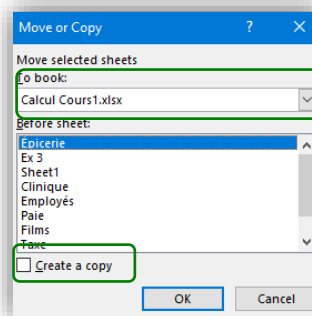 Move or Copy ? ×
Move selected sheets
To book:
Calcul Cours1.xlsx
Before sheet:
Epicerie
Ex 3
Sheet1
Clinique
Employés
Paie
Films
Taxe
Create a copy
OK Cancel